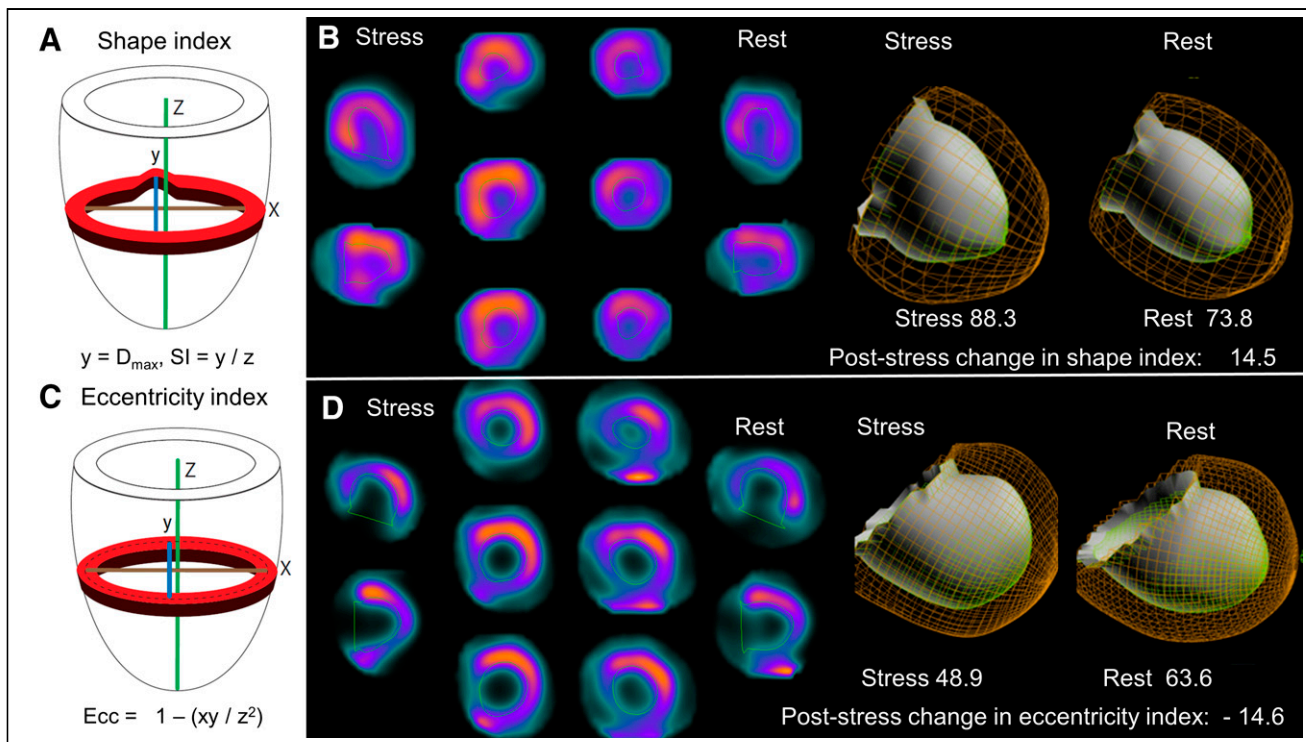 A Shape index
Z
y
X
y = Dmax, SI = y / z
B Stress
Rest
Stress
Rest
Stress 88.3
Rest 73.8
Post-stress change in shape index: 14.5
C Eccentricity index
Z
y
X
Ecc = 1 – (xy / z²)
D Stress
Rest
Stress
Rest
Stress 48.9
Rest 63.6
Post-stress change in eccentricity index: - 14.6